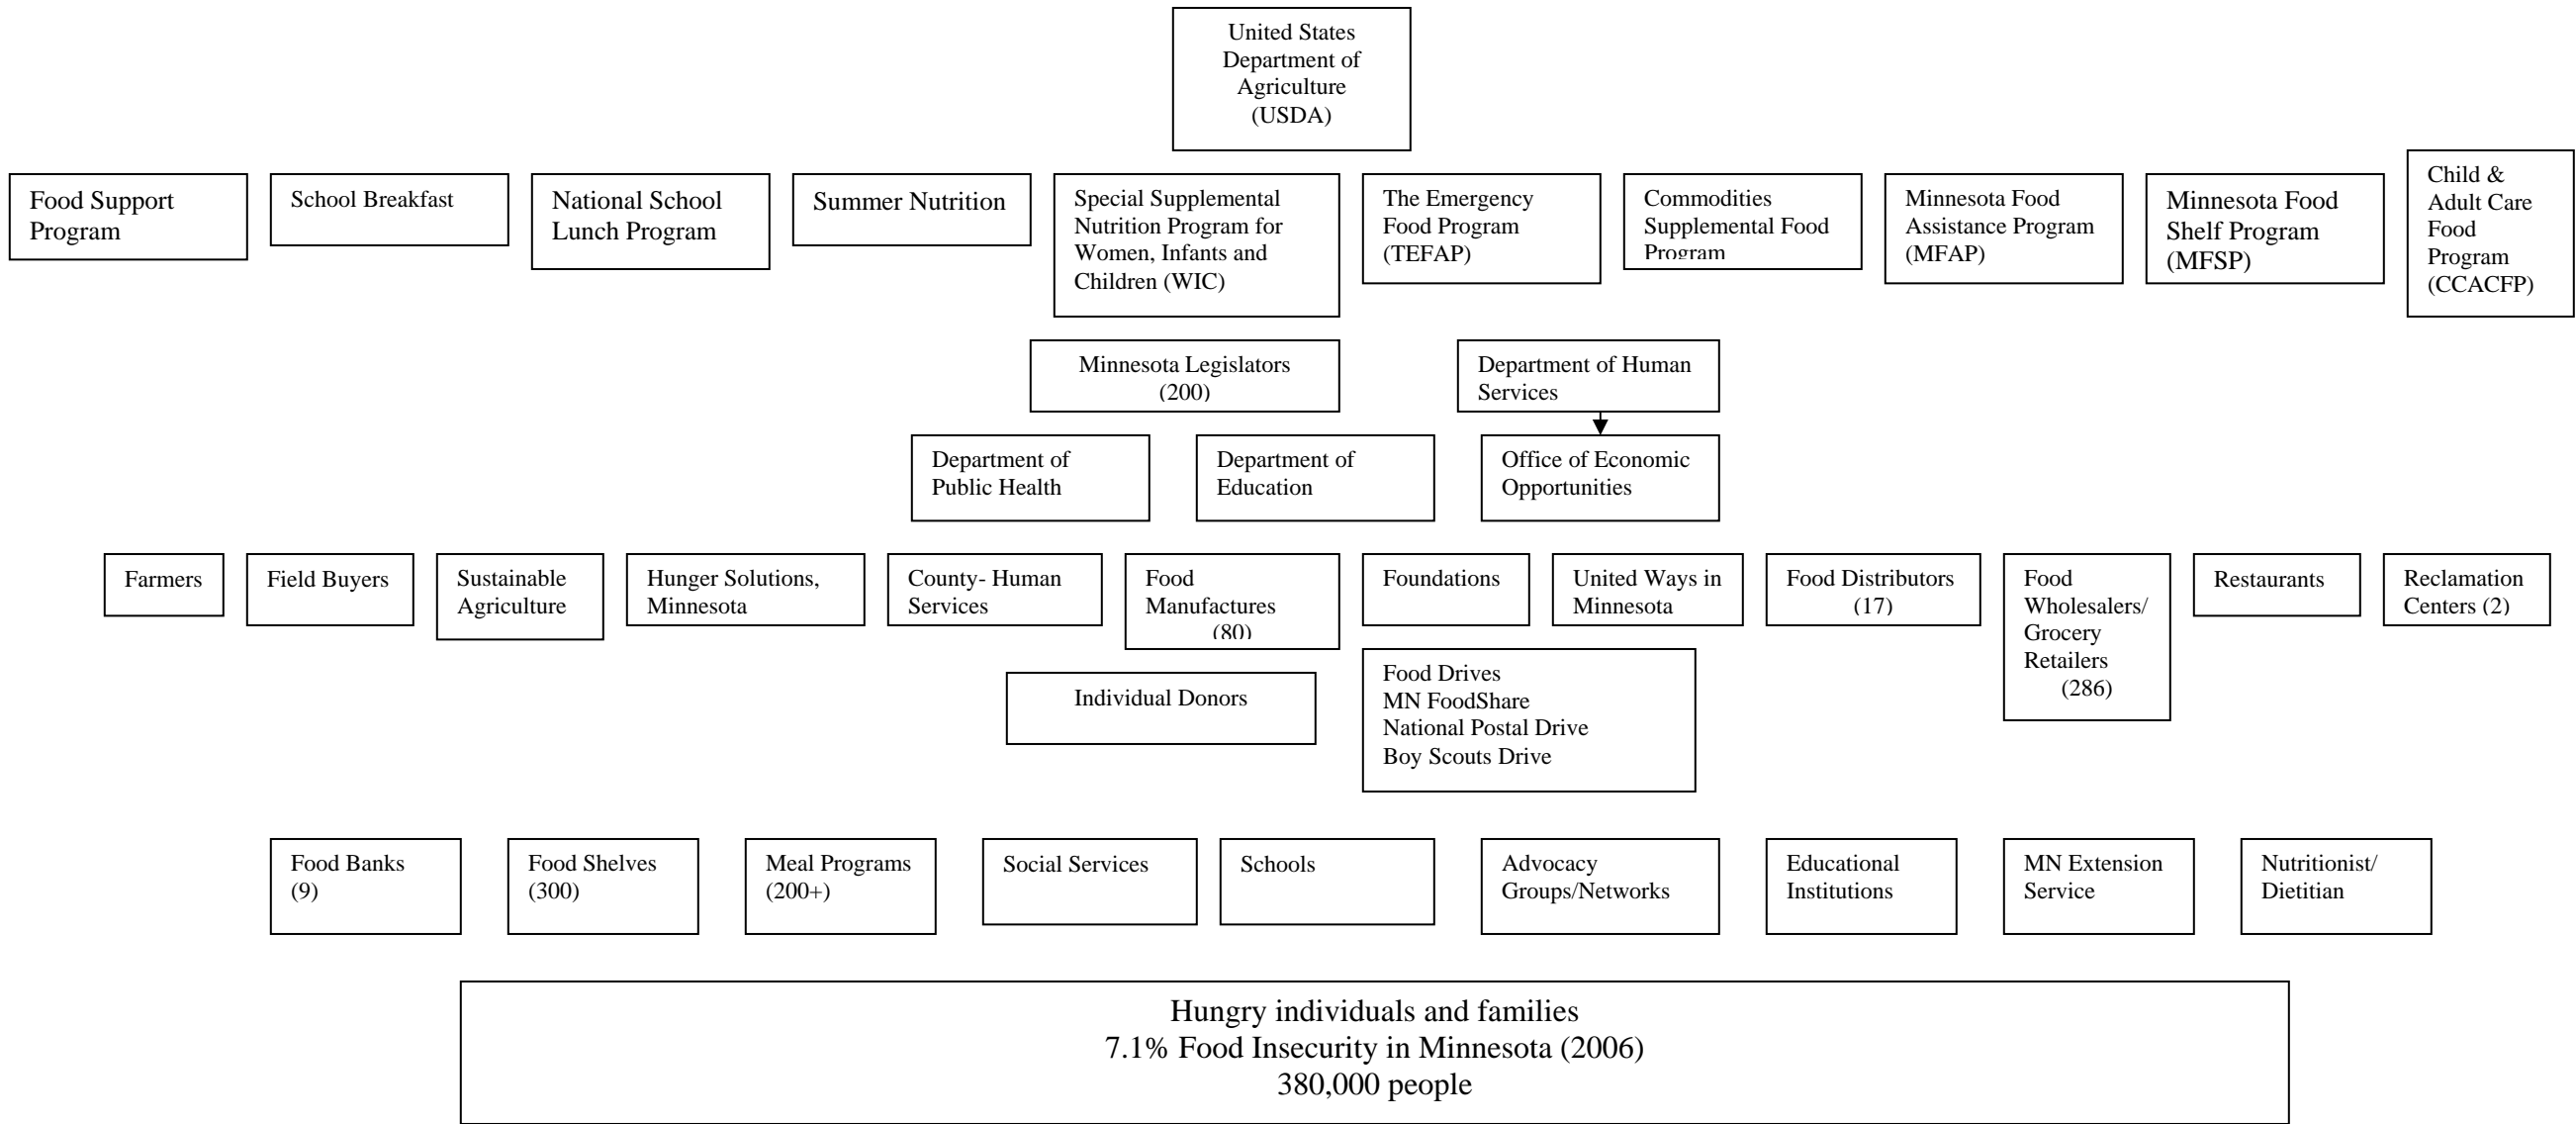 United States
Department of
Agriculture
(USDA)
Food Support
Program
School Breakfast
National School
Lunch Program
Summer Nutrition
Special Supplemental
Nutrition Program for
Women, Infants and
Children (WIC)
The Emergency
Food Program
(TEFAP)
Commodities
Supplemental Food
Program
Minnesota Food
Assistance Program
(MFAP)
Minnesota Food
Shelf Program
(MFSP)
Child &
Adult Care
Food
Program
(CCACFP)
Minnesota Legislators
(200)
Department of Human
Services
Department of
Public Health
Department of
Education
Office of Economic
Opportunities
Farmers
Field Buyers
Sustainable
Agriculture
Hunger Solutions,
Minnesota
County- Human
Services
Food
Manufactures
(80)
Foundations
United Ways in
Minnesota
Food Distributors
(17)
Food
Wholesalers/
Grocery
Retailers
(286)
Restaurants
Reclamation
Centers (2)
Individual Donors
Food Drives
MN FoodShare
National Postal Drive
Boy Scouts Drive
Food Banks
(9)
Food Shelves
(300)
Meal Programs
(200+)
Social Services
Schools
Advocacy
Groups/Networks
Educational
Institutions
MN Extension
Service
Nutritionist/
Dietitian
Hungry individuals and families
7.1% Food Insecurity in Minnesota (2006)
380,000 people